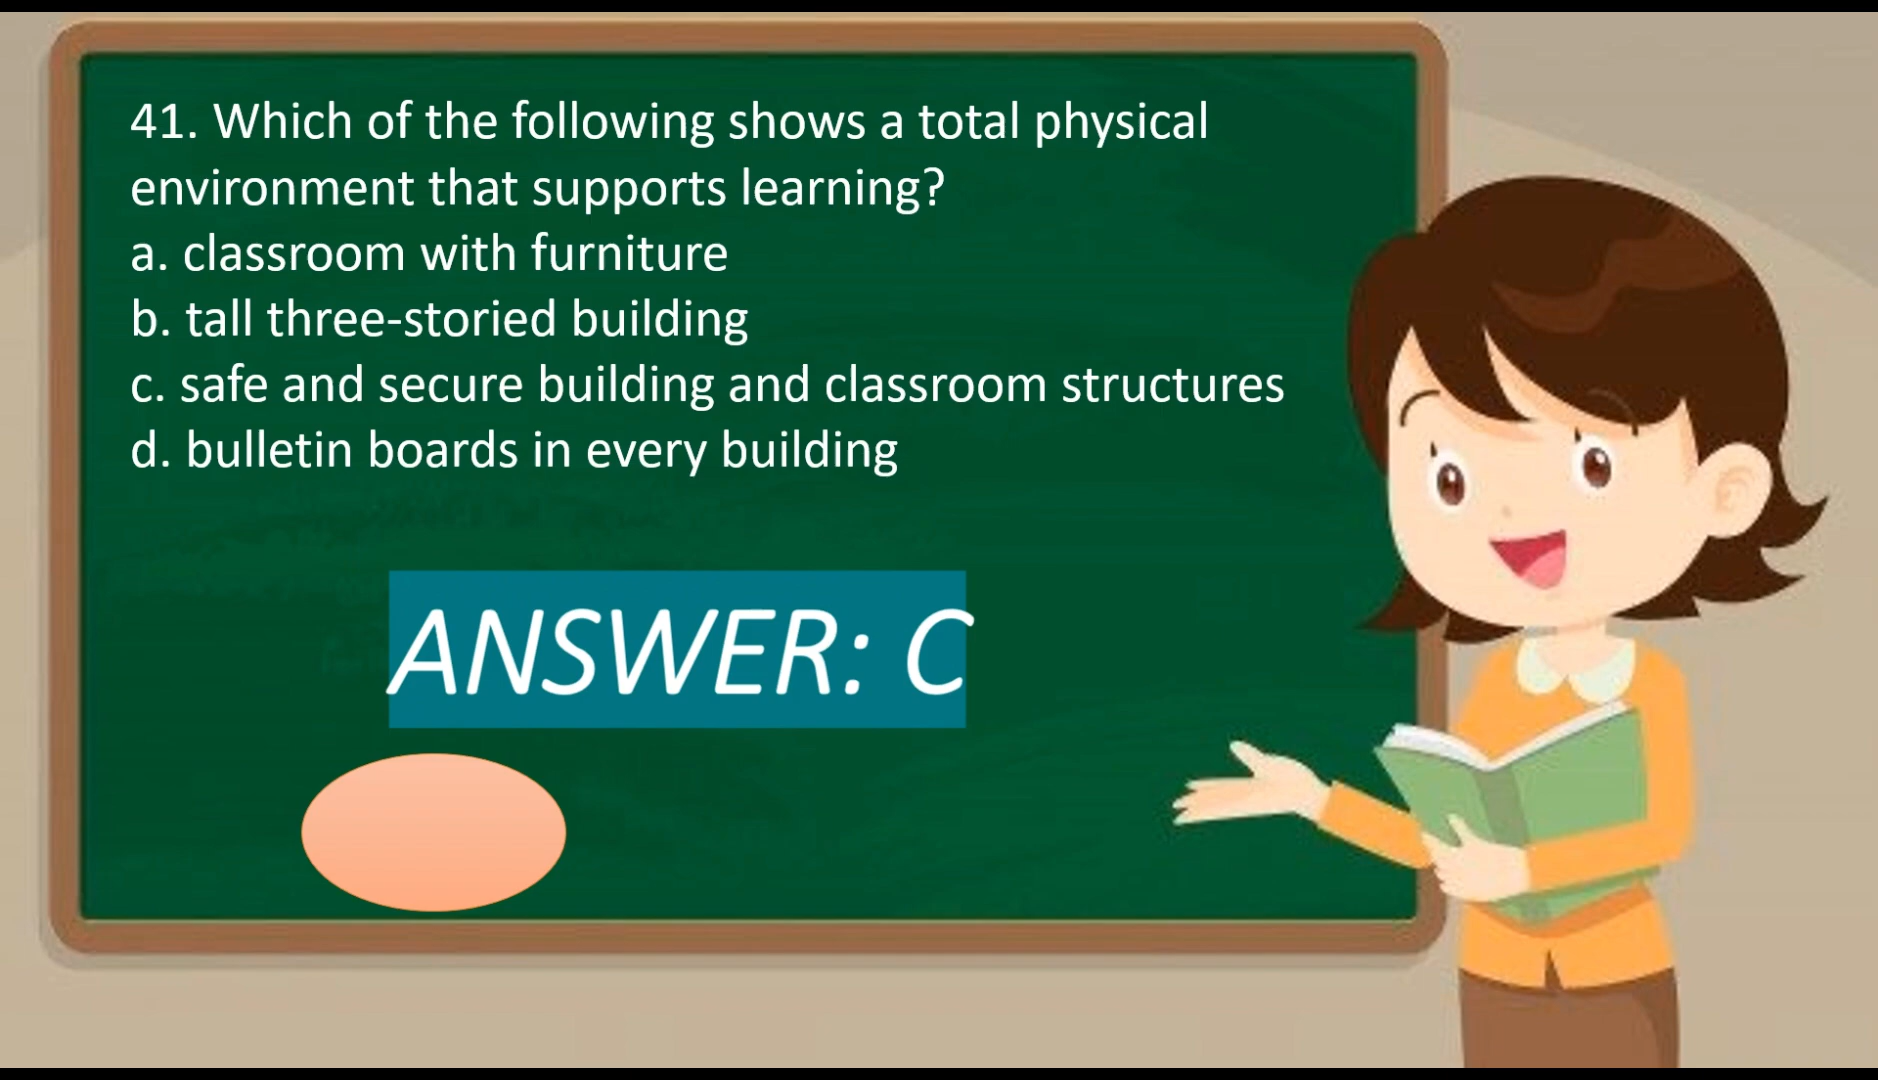 41. Which of the following shows a total physical
environment that supports learning?
a. classroom with furniture
b. tall three-storied building
c. safe and secure building and classroom structures
d. bulletin boards in every building
ANSWER: C